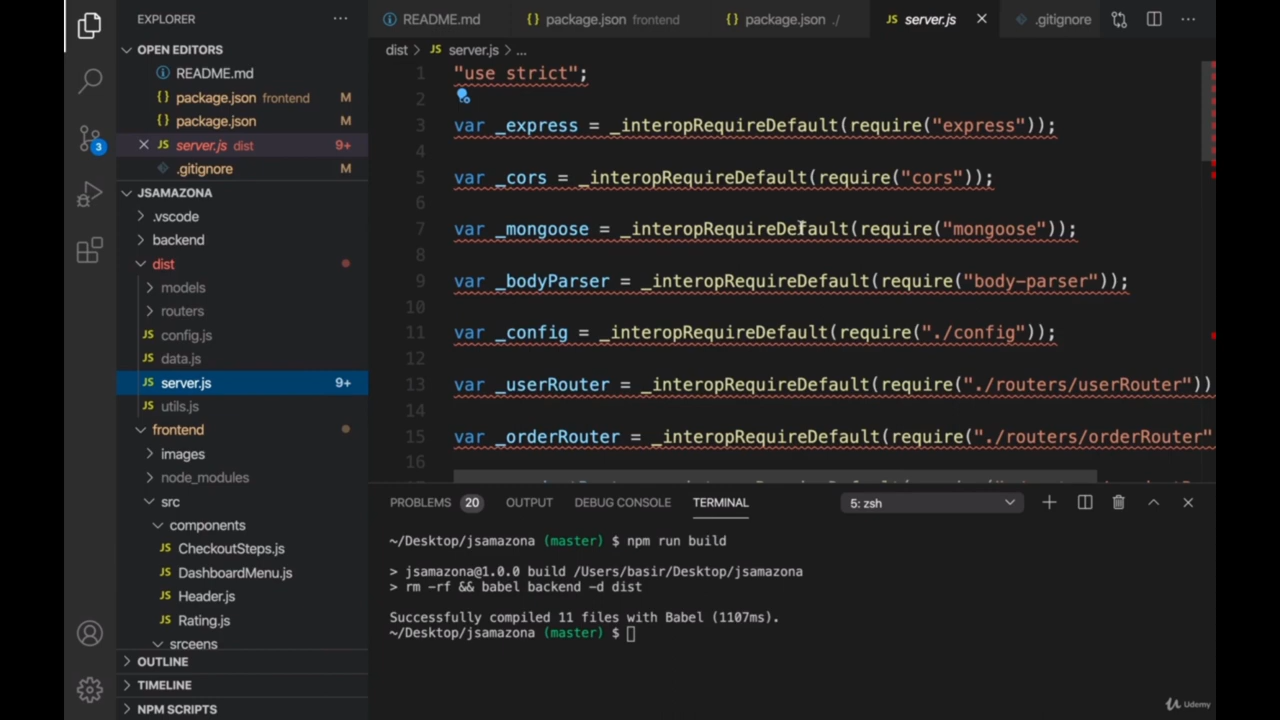 EXPLORER
OPEN EDITORS
README.md
package.json frontend M
package.json M
server.js dist 9+
.gitignore M
JSAMAZONA
.vscode
backend
dist
models
routers
config.js
data.js
server.js 9+
utils.js
frontend
images
node_modules
src
components
CheckoutSteps.js
DashboardMenu.js
Header.js
Rating.js
srceens
OUTLINE
TIMELINE
NPM SCRIPTS
3
README.md package.json frontend package.json ./ server.js .gitignore
dist > server.js > ...
1 "use strict";
2
3 var _express = _interopRequireDefault(require("express"));
4
5 var _cors = _interopRequireDefault(require("cors"));
6
7 var _mongoose = _interopRequireDefault(require("mongoose"));
8
9 var _bodyParser = _interopRequireDefault(require("body-parser"));
10
11 var _config = _interopRequireDefault(require("./config"));
12
13 var _userRouter = _interopRequireDefault(require("./routers/userRouter"))
14
15 var _orderRouter = _interopRequireDefault(require("./routers/orderRouter"
16
PROBLEMS 20 OUTPUT DEBUG CONSOLE TERMINAL 5: zsh
~/Desktop/jsamazona (master) $ npm run build
> jsamazona@1.0.0 build /Users/basir/Desktop/jsamazona
> rm -rf && babel backend -d dist
Successfully compiled 11 files with Babel (1107ms).
~/Desktop/jsamazona (master) $
Udemy